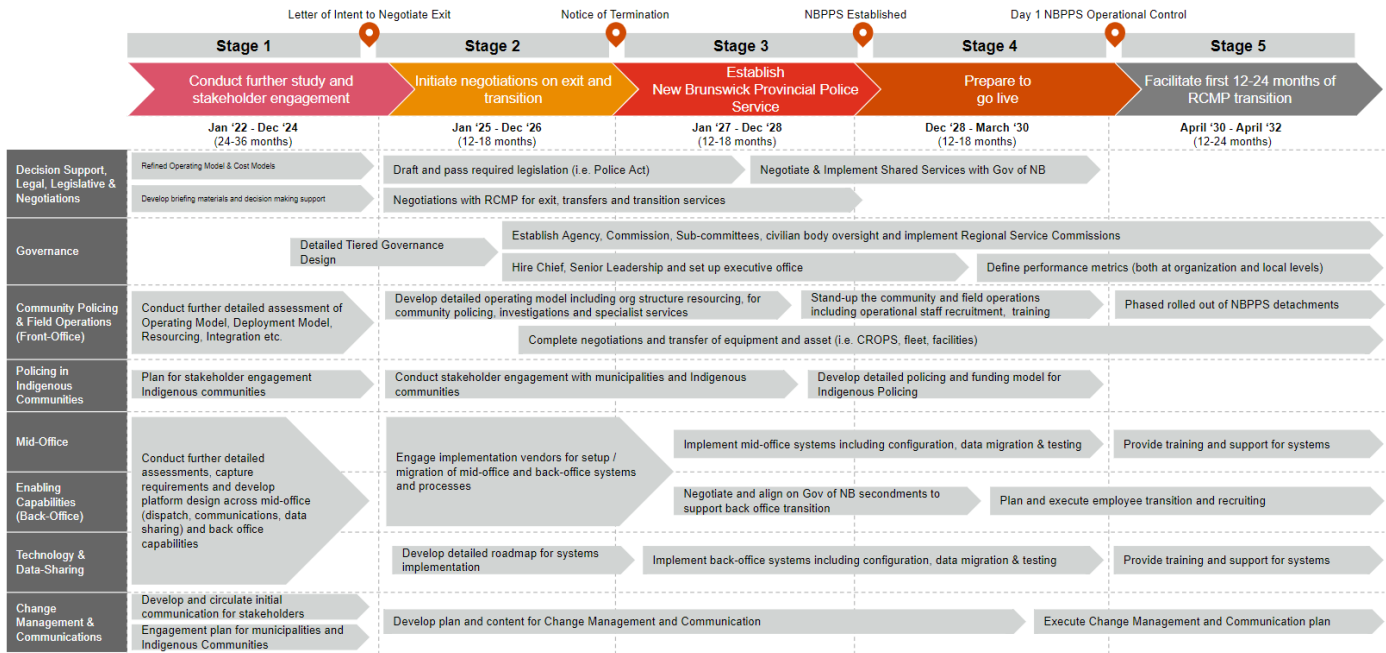 Letter of Intent to Negotiate Exit
Notice of Termination
NBPPS Established
Day 1 NBPPS Operational Control
Stage 1
Stage 2
Stage 3
Stage 4
Stage 5
Conduct further study and
stakeholder engagement
Initiate negotiations on exit and
transition
Establish
New Brunswick Provincial Police
Service
Prepare to
go live
Facilitate first 12-24 months of
RCMP transition
Jan ‘22 - Dec ‘24
(24-36 months)
Jan ‘25 - Dec ‘26
(12-18 months)
Jan ‘27 - Dec ‘28
(12-18 months)
Dec ‘28 - March ‘30
(12-18 months)
April ‘30 - April ‘32
(12-24 months)
Decision Support,
Legal, Legislative &
Negotiations
Refined Operating Model & Cost Models
Develop briefing materials and decision making support
Draft and pass required legislation (i.e. Police Act)
Negotiate & Implement Shared Services with Gov of NB
Negotiations with RCMP for exit, transfers and transition services
Governance
Detailed Tiered Governance
Design
Establish Agency, Commission, Sub-committees, civilian body oversight and implement Regional Service Commissions
Hire Chief, Senior Leadership and set up executive office
Define performance metrics (both at organization and local levels)
Community Policing
& Field Operations
(Front-Office)
Conduct further detailed assessment of
Operating Model, Deployment Model,
Resourcing, Integration etc.
Develop detailed operating model including org structure resourcing, for
community policing, investigations and specialist services
Stand-up the community and field operations
including operational staff recruitment, training
Phased rolled out of NBPPS detachments
Complete negotiations and transfer of equipment and asset (i.e. CROPS, fleet, facilities)
Policing in
Indigenous
Communities
Plan for stakeholder engagement
Indigenous communities
Conduct stakeholder engagement with municipalities and Indigenous
communities
Develop detailed policing and funding model for
Indigenous Policing
Mid-Office
Enabling
Capabilities
(Back-Office)
Technology &
Data-Sharing
Conduct further detailed
assessments, capture
requirements and develop
platform design across mid-office
(dispatch, communications, data
sharing) and back office
capabilities
Engage implementation vendors for setup /
migration of mid-office and back-office systems
and processes
Implement mid-office systems including configuration, data migration & testing
Provide training and support for systems
Negotiate and align on Gov of NB secondments to
support back office transition
Plan and execute employee transition and recruiting
Develop detailed roadmap for systems
implementation
Implement back-office systems including configuration, data migration & testing
Provide training and support for systems
Change
Management &
Communications
Develop and circulate initial
communication for stakeholders
Engagement plan for municipalities and
Indigenous Communities
Develop plan and content for Change Management and Communication
Execute Change Management and Communication plan